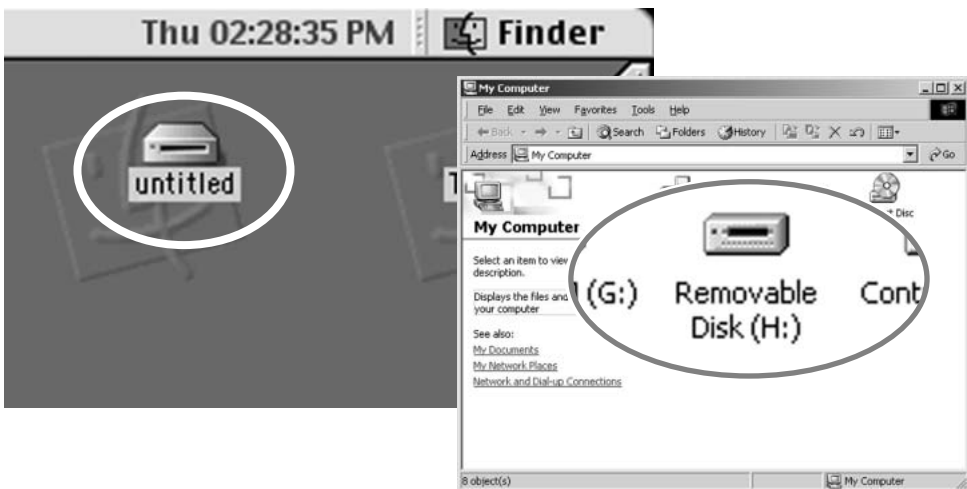 Thu 02:28:35 PM Finder
untitled
My Computer
File Edit View Favorites Tools Help
Back Search Folders History
Address My Computer Go
My Computer
Disc
Select an item to view
description.
Displays the files and
your computer
See also:
My Documents
My Network Places
Network and Dial-up Connections
(G:) Removable Disk (H:) Cont
8 object(s) My Computer